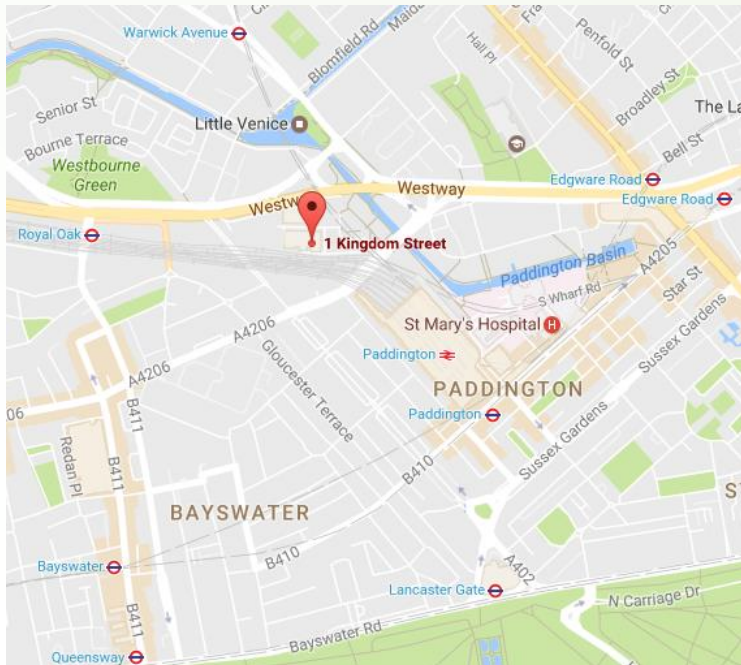 Warwick Avenue
Blomfield Rd
Hall Pl
Penfold St
Broadley St
Senior St
Little Venice
The La
Bourne Terrace
Bell St
Westbourne
Green
Edgware Road
Westway
Edgware Road
Royal Oak
1 Kingdom Street
Paddington Basin
A4205
Star St
S Wharf Rd
St Mary's Hospital
H
A4206
Paddington
Sussex Gardens
A4206
Gloucester Terrace
PADDINGTON
06
B411
Paddington
Redan Pl
B411
B410
Sussex Gardens
BAYSWATER
S
Bayswater
B410
A402
Lancaster Gate
N Carriage Dr
B411
Bayswater Rd
Queensway